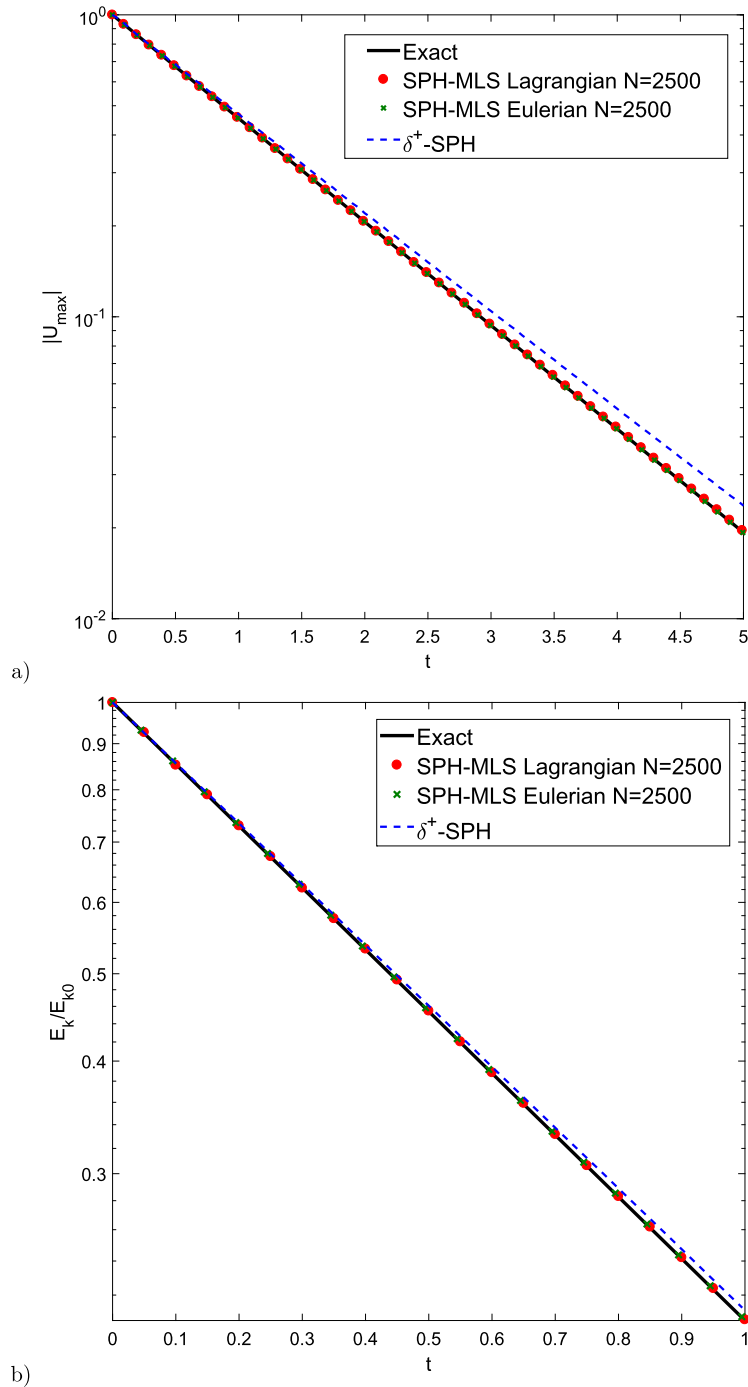 10^0
Exact
SPH-MLS Lagrangian N=2500
SPH-MLS Eulerian N=2500
δ^+-SPH
|U_max|
10^-1
10^-2
0 0.5 1 1.5 2 2.5 3 3.5 4 4.5 5
t
a)
1
Exact
0.9
SPH-MLS Lagrangian N=2500
0.8
SPH-MLS Eulerian N=2500
δ^+-SPH
0.7
0.6
0.5
E_k/E_k0
0.4
0.3
0 0.1 0.2 0.3 0.4 0.5 0.6 0.7 0.8 0.9 1
t
b)